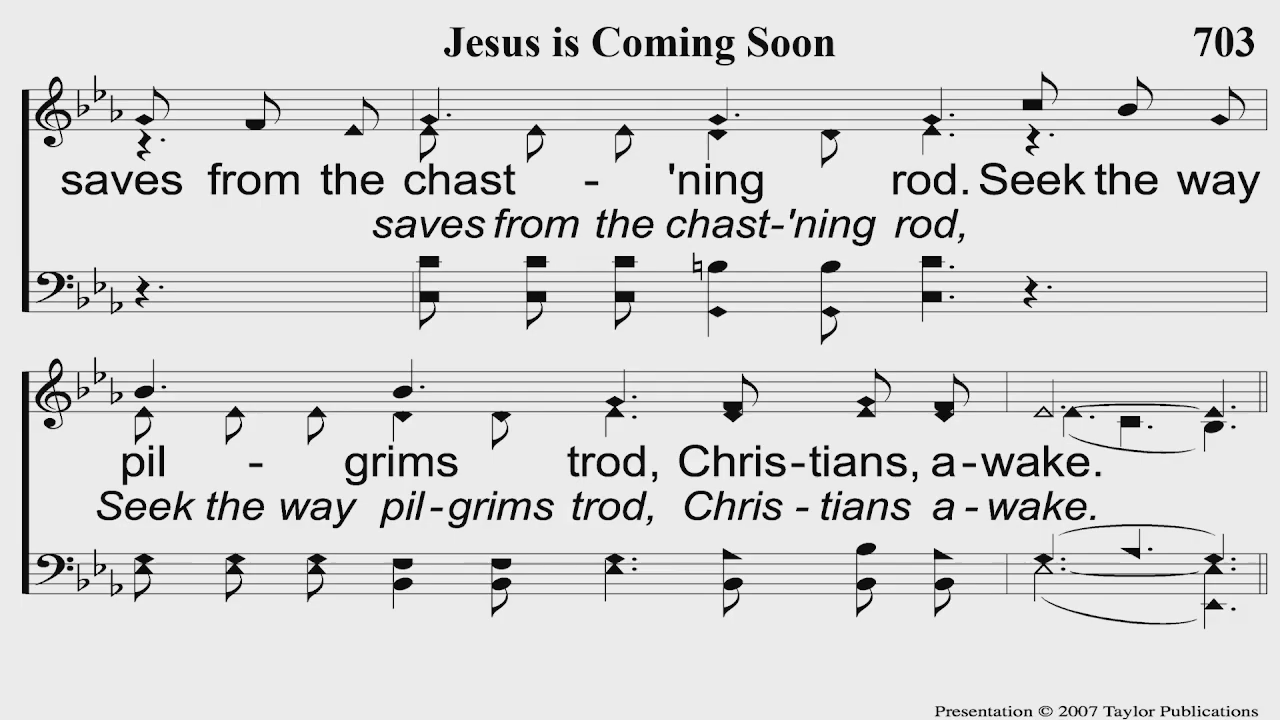 Jesus is Coming Soon 703
saves from the chast - 'ning rod. Seek the way
saves from the chast-'ning rod,
pil - grims trod, Chris-tians, a-wake.
Seek the way pil-grims trod, Chris - tians a - wake.
Presentation © 2007 Taylor Publications